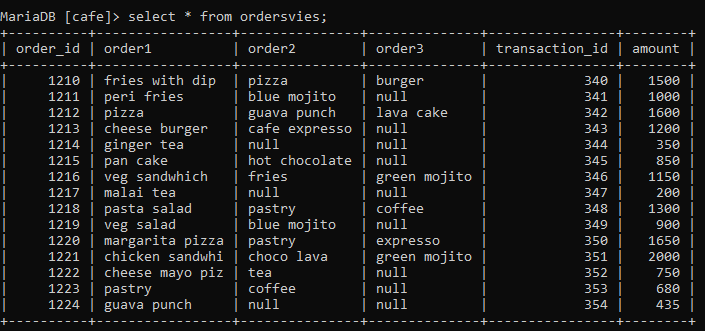 MariaDB [cafe]> select * from ordersvies;
+----------+-----------------+---------------+--------------+----------------+--------+
| order_id | order1          | order2        | order3       | transaction_id | amount |
+----------+-----------------+---------------+--------------+----------------+--------+
|     1210 | fries with dip  | pizza         | burger       |            340 |   1500 |
|     1211 | peri fries      | blue mojito   | null         |            341 |   1000 |
|     1212 | pizza           | guava punch   | lava cake    |            342 |   1600 |
|     1213 | cheese burger   | cafe expresso | null         |            343 |   1200 |
|     1214 | ginger tea      | null          | null         |            344 |    350 |
|     1215 | pan cake        | hot chocolate | null         |            345 |    850 |
|     1216 | veg sandwhich   | fries         | green mojito |            346 |   1150 |
|     1217 | malai tea       | null          | null         |            347 |    200 |
|     1218 | pasta salad     | pastry        | coffee       |            348 |   1300 |
|     1219 | veg salad       | blue mojito   | null         |            349 |    900 |
|     1220 | margarita pizza | pastry        | expresso     |            350 |   1650 |
|     1221 | chicken sandwhi | choco lava    | green mojito |            351 |   2000 |
|     1222 | cheese mayo piz | tea           | null         |            352 |    750 |
|     1223 | pastry          | coffee        | null         |            353 |    680 |
|     1224 | guava punch     | null          | null         |            354 |    435 |
+----------+-----------------+---------------+--------------+----------------+--------+